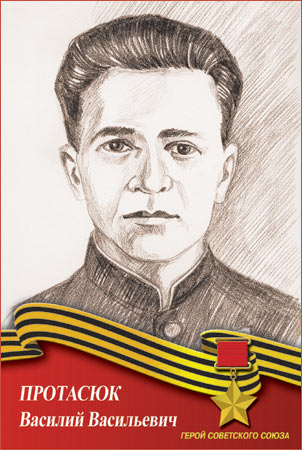 ПРОТАСЮК
Василий Васильевич
ГЕРОЙ СОВЕТСКОГО СОЮЗА